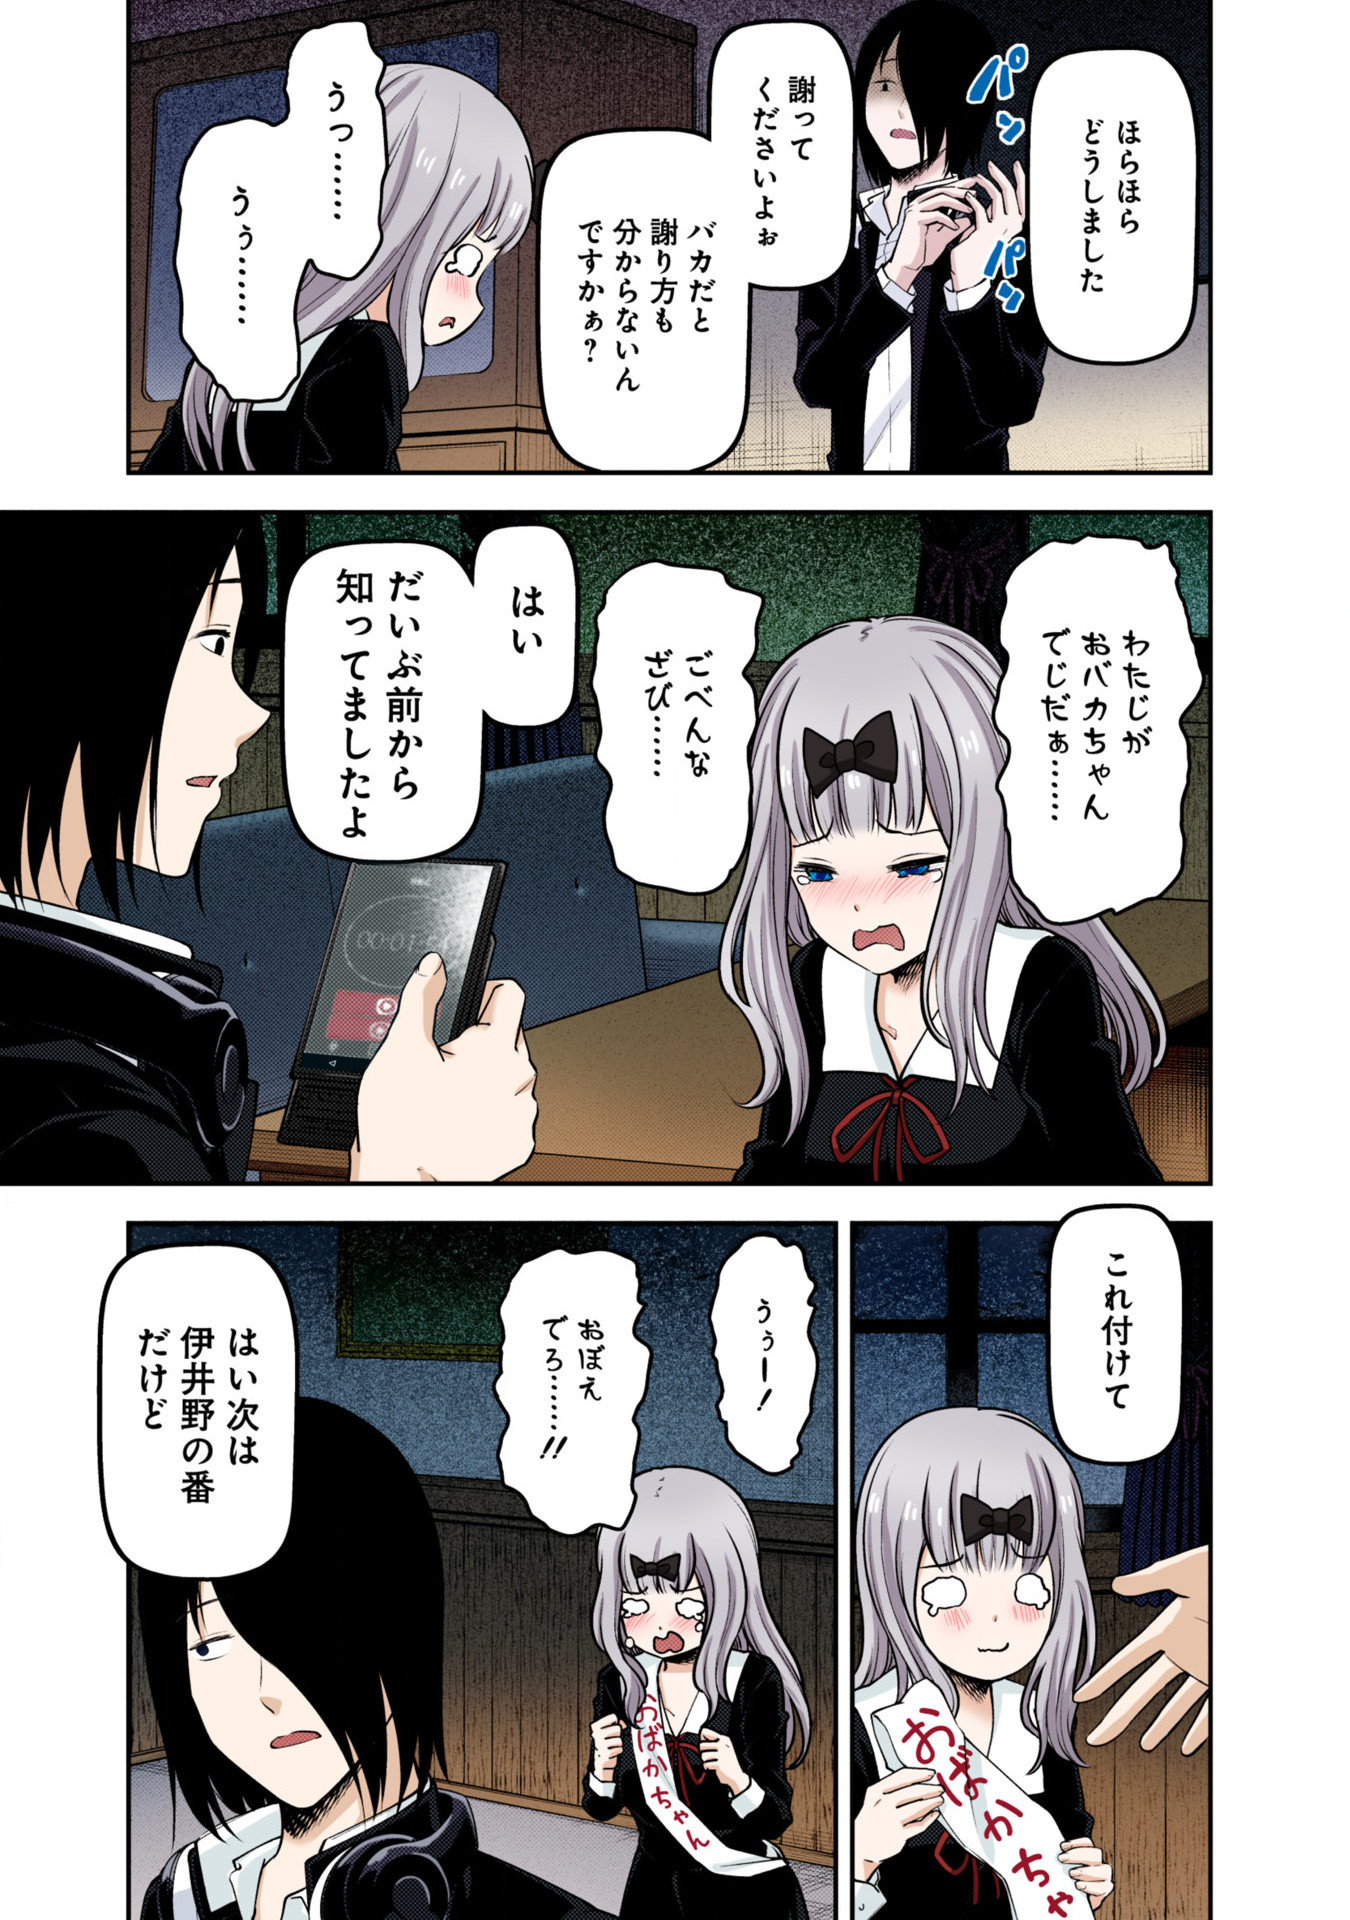 ほらほら
どうしました
パン
パン
謝って
くださいよぉ
バカだと
謝り方も
分からないん
ですかぁ?
うっ……
うぅ……
わたじが
おバカちゃん
でじだぁ……
ごべんな
ざび……
はい
だいぶ前から
知ってましたよ
これ付けて
おばかちゃ
うぅー!
おぼえ
でろ……!!
おばかちゃん
はい次は
伊井野の番
だけど